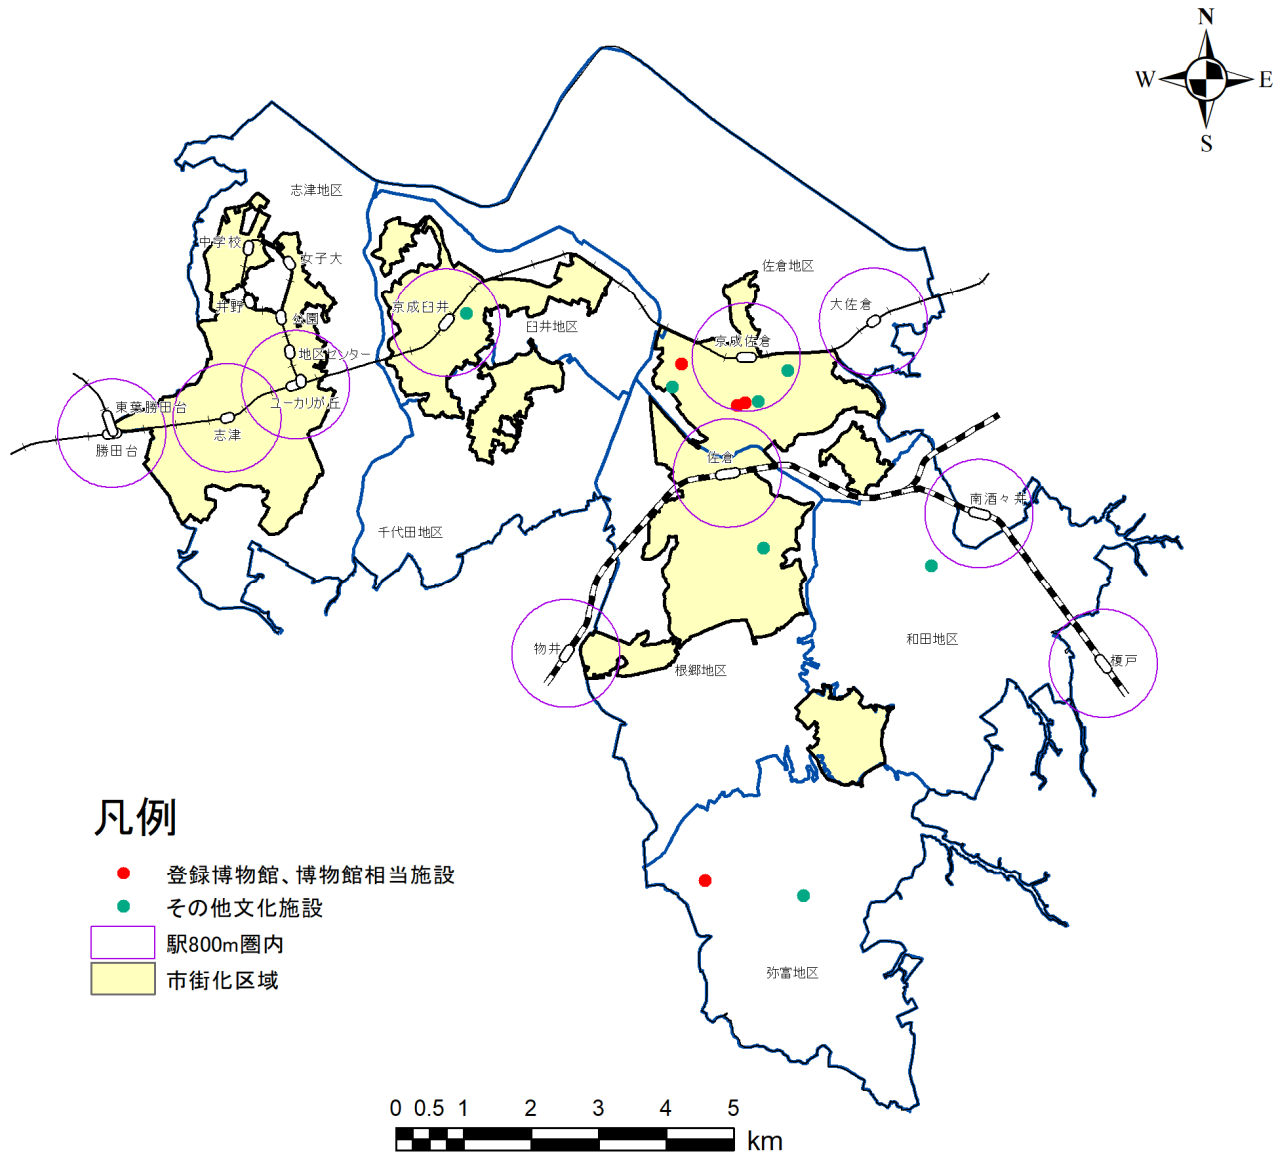 N
W E
S
志津地区
中学校
女子大
井野
公園
地区センター
ユーカリが丘
東葉勝田台
勝田台
志津
京成臼井
臼井地区
千代田地区
佐倉地区
大佐倉
京成佐倉
佐倉
南酒々井
和田地区
榎戸
物井
根郷地区
弥富地区
凡例
登録博物館、博物館相当施設
その他文化施設
駅800m圏内
市街化区域
0 0.5 1 2 3 4 5
km